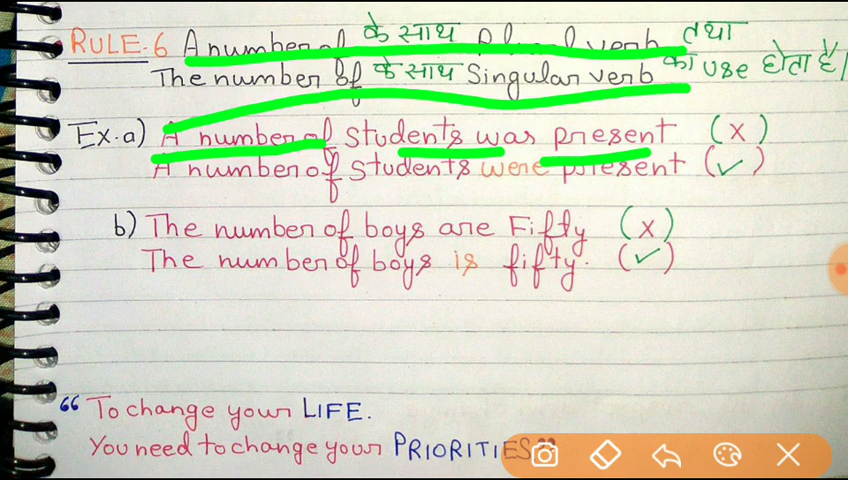 RULE-6 A number of के साथ Plural verb तथा
The number of के साथ Singular verb का use होता है।
Ex. a) A number of students was present (x)
A number of students were present (✓)
b) The number of boys are Fifty (x)
The number of boys is fifty. (✓)
“ To change your LIFE.
You need to change your PRIORITIES”